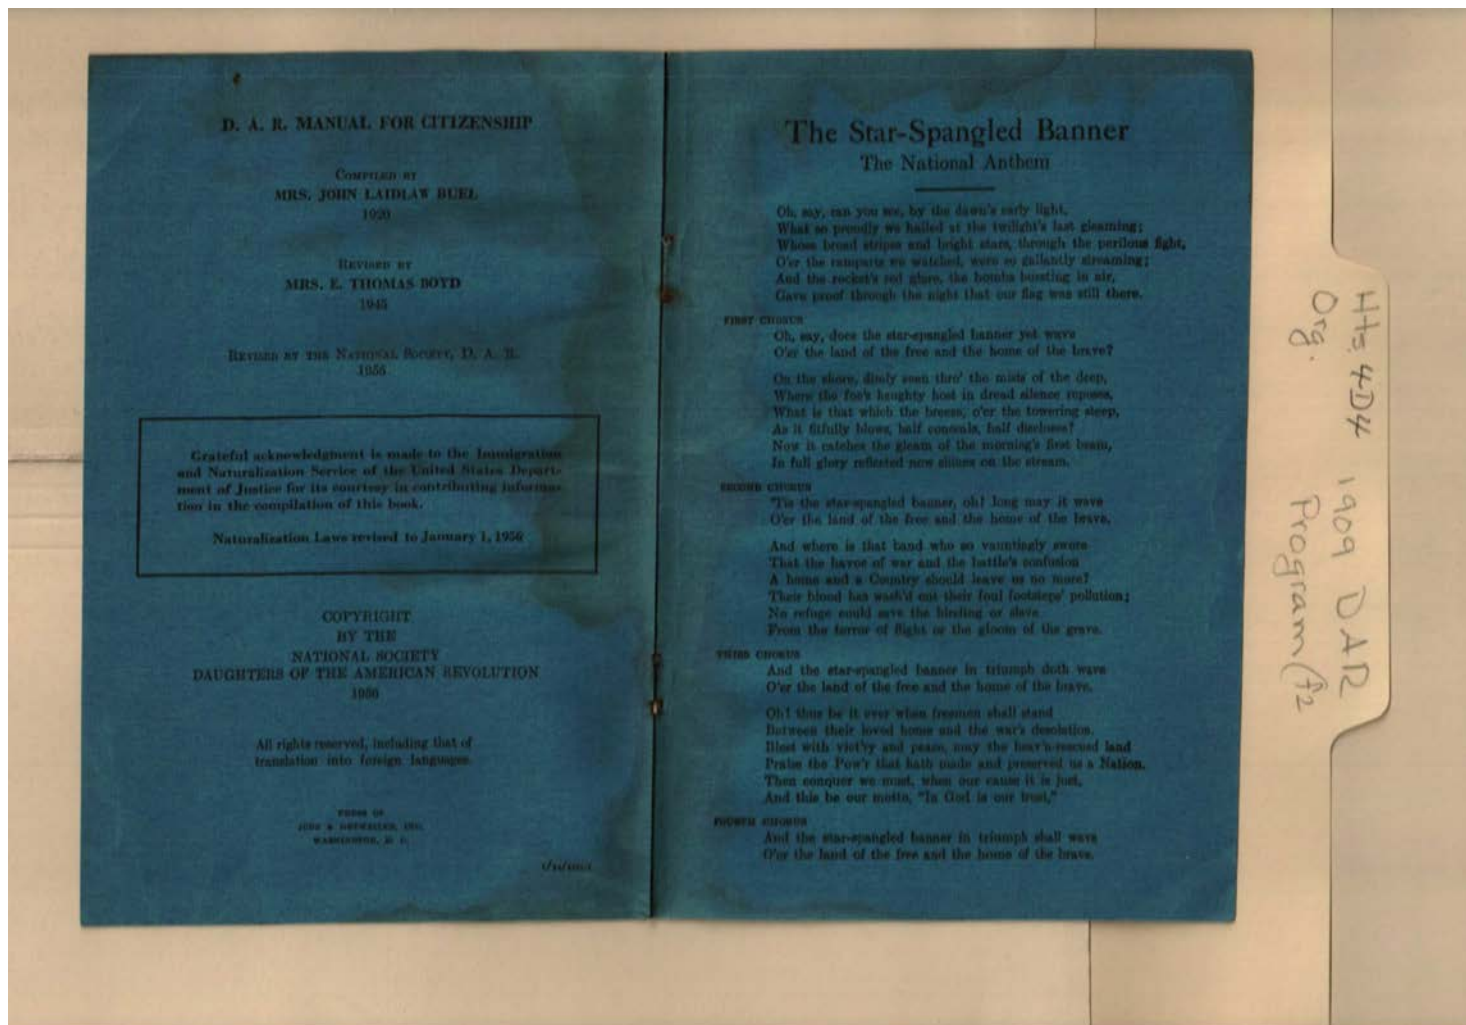 D. A. R. MANUAL FOR CITIZENSHIP
COMPILED BY
MRS. JOHN LAIDLAW BUEL
1920
REVISED BY
MRS. E. THOMAS BOYD
1945
REVISED BY THE NATIONAL SOCIETY, D. A. R.
1956
Grateful acknowledgment is made to the Immigration
and Naturalization Service of the United States Depart-
ment of Justice for its courtesy in contributing informa-
tion in the compilation of this book.
Naturalization Laws revised to January 1, 1956
COPYRIGHT
BY THE
NATIONAL SOCIETY
DAUGHTERS OF THE AMERICAN REVOLUTION
1956
All rights reserved, including that of
translation into foreign languages.
PRESS OF
JUDD & DETWEILER, INC.
WASHINGTON, D. C.
The Star-Spangled Banner
The National Anthem
Oh, say, can you see, by the dawn's early light,
What so proudly we hailed at the twilight's last gleaming;
Whose broad stripes and bright stars, through the perilous fight,
O'er the ramparts we watched, were so gallantly streaming;
And the rocket's red glare, the bombs bursting in air,
Gave proof through the night that our flag was still there.
FIRST CHORUS
Oh, say, does the star-spangled banner yet wave
O'er the land of the free and the home of the brave?
On the shore, dimly seen thro' the mists of the deep,
Where the foe's haughty host in dread silence reposes,
What is that which the breeze, o'er the towering steep,
As it fitfully blows, half conceals, half discloses?
Now it catches the gleam of the morning's first beam,
In full glory reflected now shines on the stream.
SECOND CHORUS
'Tis the star-spangled banner, oh! long may it wave
O'er the land of the free and the home of the brave.
And where is that band who so vauntingly swore
That the havoc of war and the battle's confusion
A home and a Country should leave us no more?
Their blood has wash'd out their foul footsteps' pollution;
No refuge could save the hireling or slave
From the terror of flight or the gloom of the grave.
THIRD CHORUS
And the star-spangled banner in triumph doth wave
O'er the land of the free and the home of the brave.
Oh! thus be it ever when freemen shall stand
Between their loved home and the war's desolation.
Blest with vict'ry and peace, may the heav'n-rescued land
Praise the Pow'r that hath made and preserved us a Nation.
Then conquer we must, when our cause it is just,
And this be our motto, "In God is our trust,"
FOURTH CHORUS
And the star-spangled banner in triumph shall wave
O'er the land of the free and the home of the brave.
Hts. 4D4 1909 DAR
Org. Program